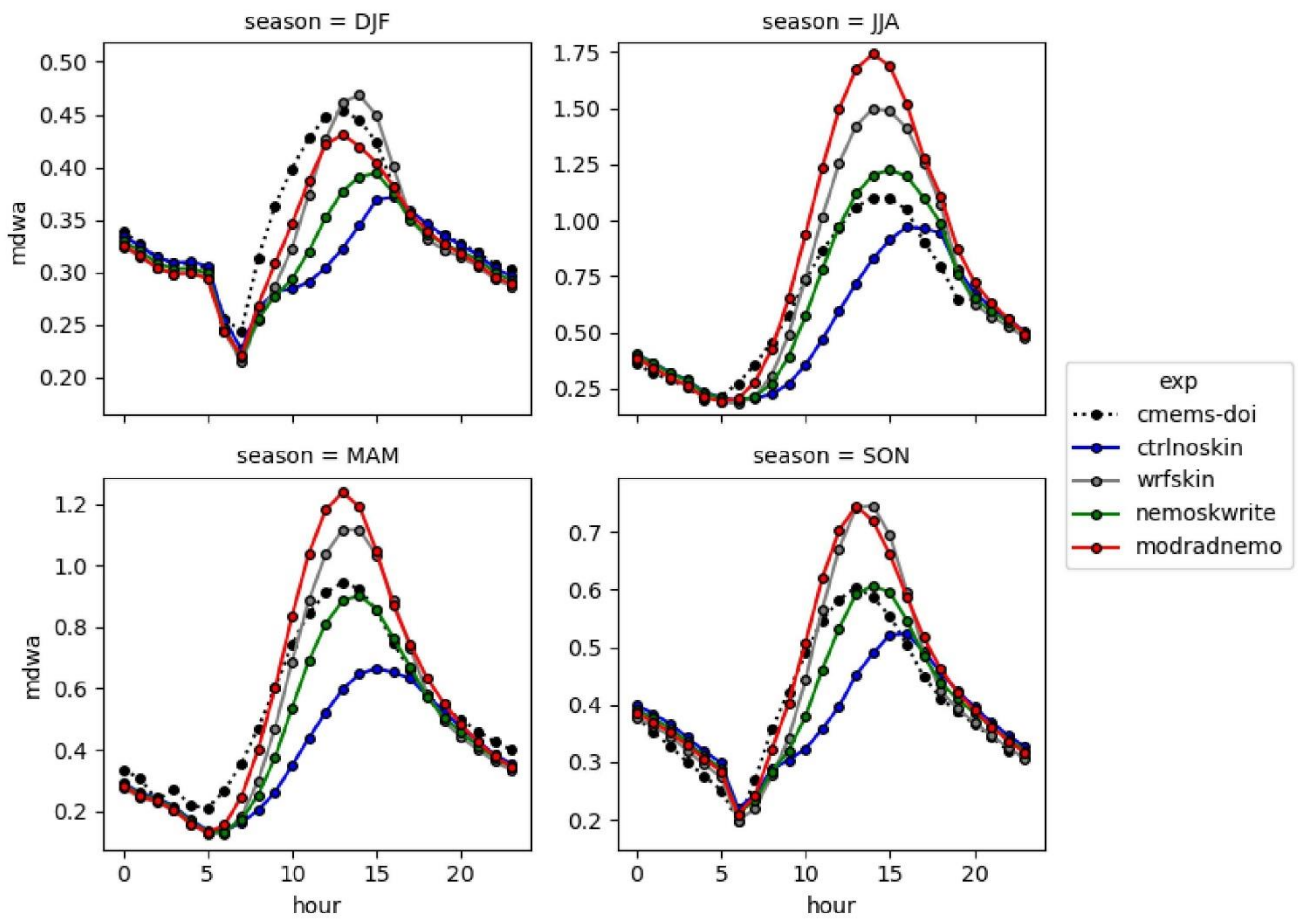 season = DJF
0.50
0.45
0.40
0.35
0.30
0.25
0.20
mdwa
season = JJA
1.75
1.50
1.25
1.00
0.75
0.50
0.25
exp
cmems-doi
ctrlnoskin
wrfskin
nemoskwrite
modradnemo
season = MAM
1.2
1.0
0.8
0.6
0.4
0.2
mdwa
0 5 10 15 20
hour
season = SON
0.7
0.6
0.5
0.4
0.3
0.2
0 5 10 15 20
hour